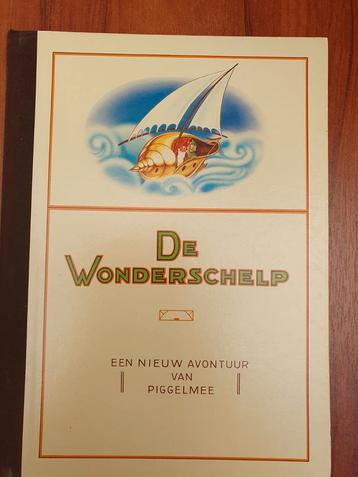 DE
WONDERSCHELP
EEN NIEUW AVONTUUR
VAN
PIGGELMEE